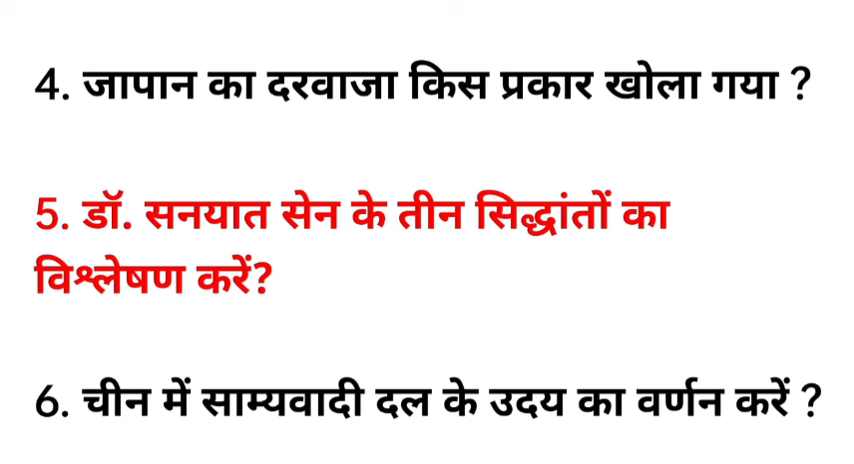 4. जापान का दरवाजा किस प्रकार खोला गया ?
5. डॉ. सनयात सेन के तीन सिद्धांतों का
विश्लेषण करें?
6. चीन में साम्यवादी दल के उदय का वर्णन करें ?